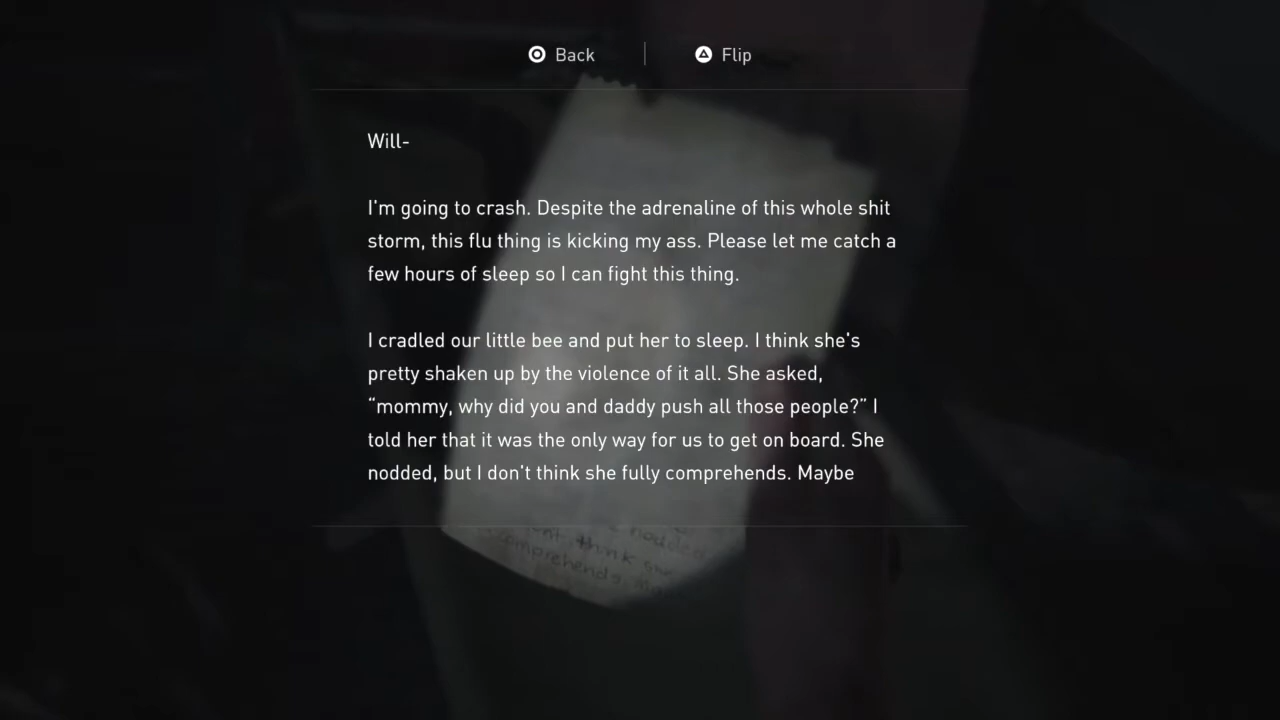 Back
Flip
Will-
I'm going to crash. Despite the adrenaline of this whole shit
storm, this flu thing is kicking my ass. Please let me catch a
few hours of sleep so I can fight this thing.
I cradled our little bee and put her to sleep. I think she's
pretty shaken up by the violence of it all. She asked,
“mommy, why did you and daddy push all those people?” I
told her that it was the only way for us to get on board. She
nodded, but I don't think she fully comprehends. Maybe
nodded
think she
comprehends.